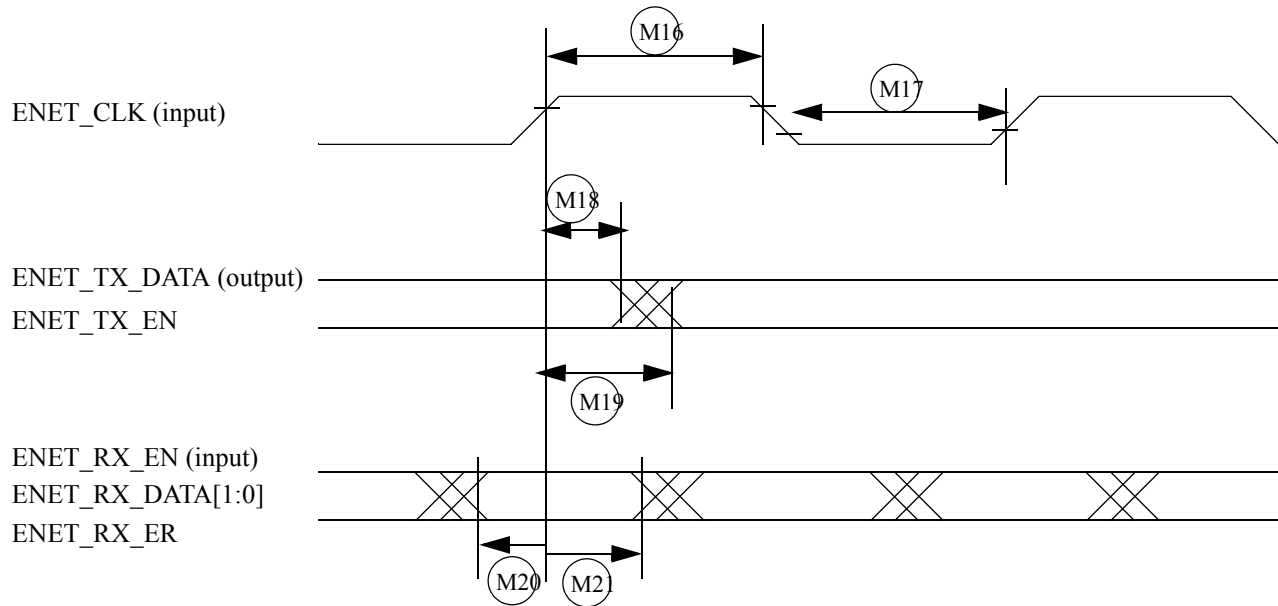 M16
M17
ENET_CLK (input)
M18
ENET_TX_DATA (output)
ENET_TX_EN
M19
ENET_RX_EN (input)
ENET_RX_DATA[1:0]
ENET_RX_ER
M20
M21